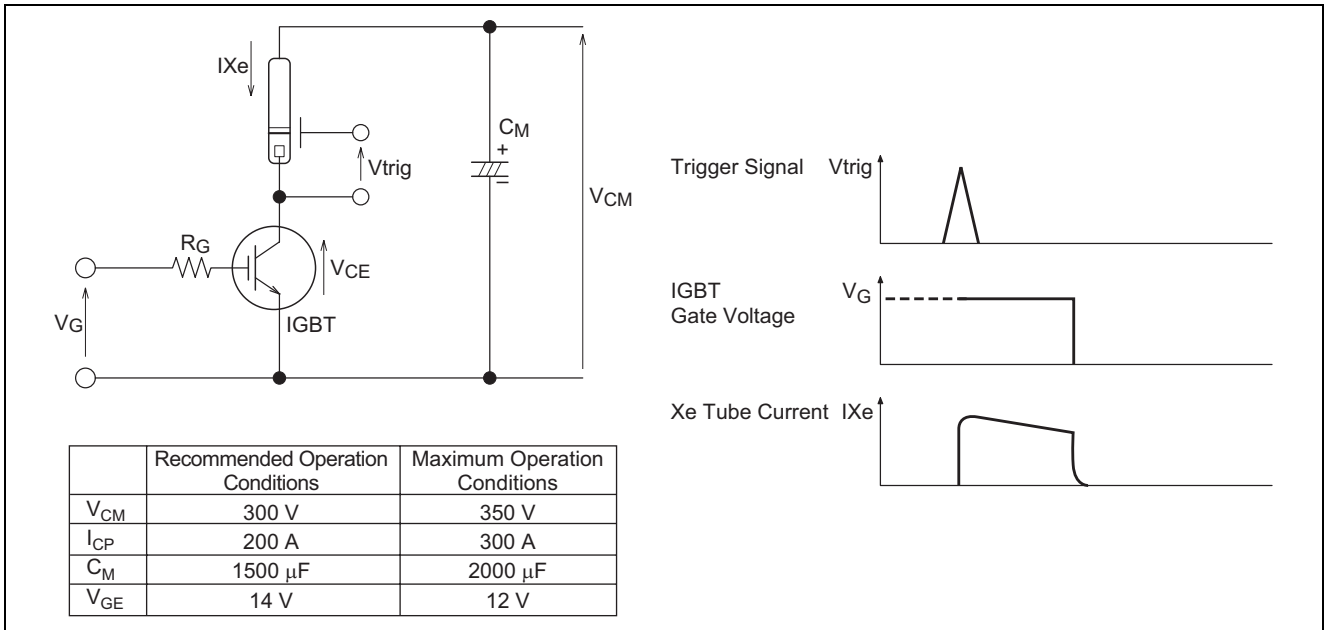 IXe
Vtrig
CM
+
–
VCM
RG
VCE
VG
IGBT
Recommended Operation Conditions
Maximum Operation Conditions
VCM 300 V 350 V
ICP 200 A 300 A
CM 1500 μF 2000 μF
VGE 14 V 12 V
Trigger Signal Vtrig
IGBT
Gate Voltage
VG
Xe Tube Current IXe